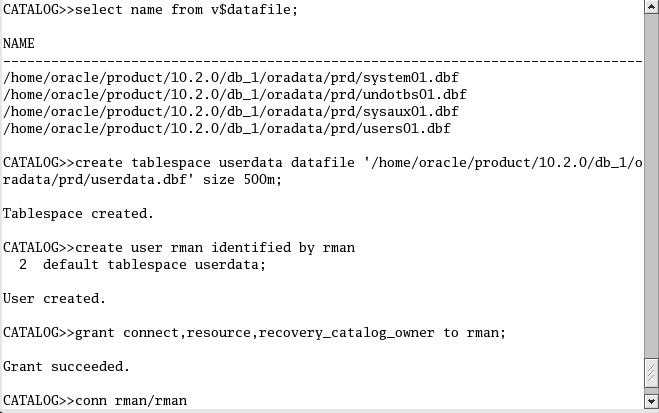 CATALOG>>select name from v$datafile;
NAME
--------------------------------------------------------------------------------
/home/oracle/product/10.2.0/db_1/oradata/prd/system01.dbf
/home/oracle/product/10.2.0/db_1/oradata/prd/undotbs01.dbf
/home/oracle/product/10.2.0/db_1/oradata/prd/sysaux01.dbf
/home/oracle/product/10.2.0/db_1/oradata/prd/users01.dbf
CATALOG>>create tablespace userdata datafile '/home/oracle/product/10.2.0/db_1/o
radata/prd/userdata.dbf' size 500m;
Tablespace created.
CATALOG>>create user rman identified by rman
  2  default tablespace userdata;
User created.
CATALOG>>grant connect,resource,recovery_catalog_owner to rman;
Grant succeeded.
CATALOG>>conn rman/rman